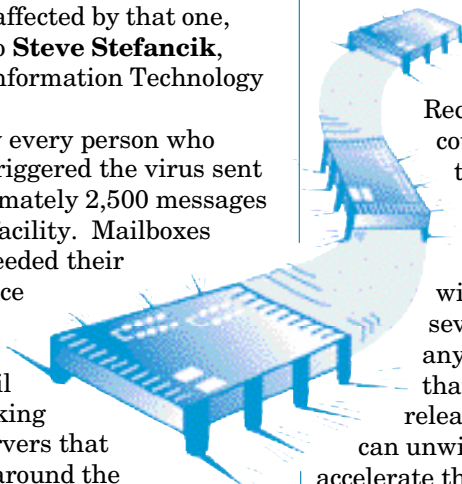 affected by that one,
Steve Stefancik,
nformation Technology
every person who
riggered the virus sent
mately 2,500 messages
acility. Mailboxes
eeded their
ce
il
king
rvers that
around the
Rec
cov
t
wi
sev
any
tha
relea
can unwi
accelerate th